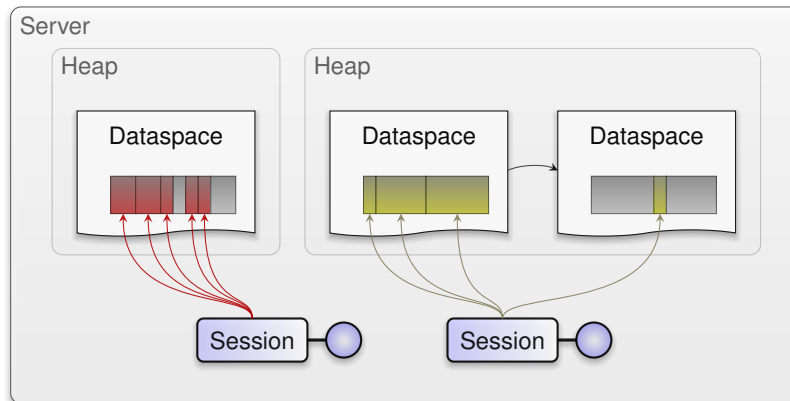 Server
Heap
Heap
Dataspace
Dataspace
Dataspace
Session
Session